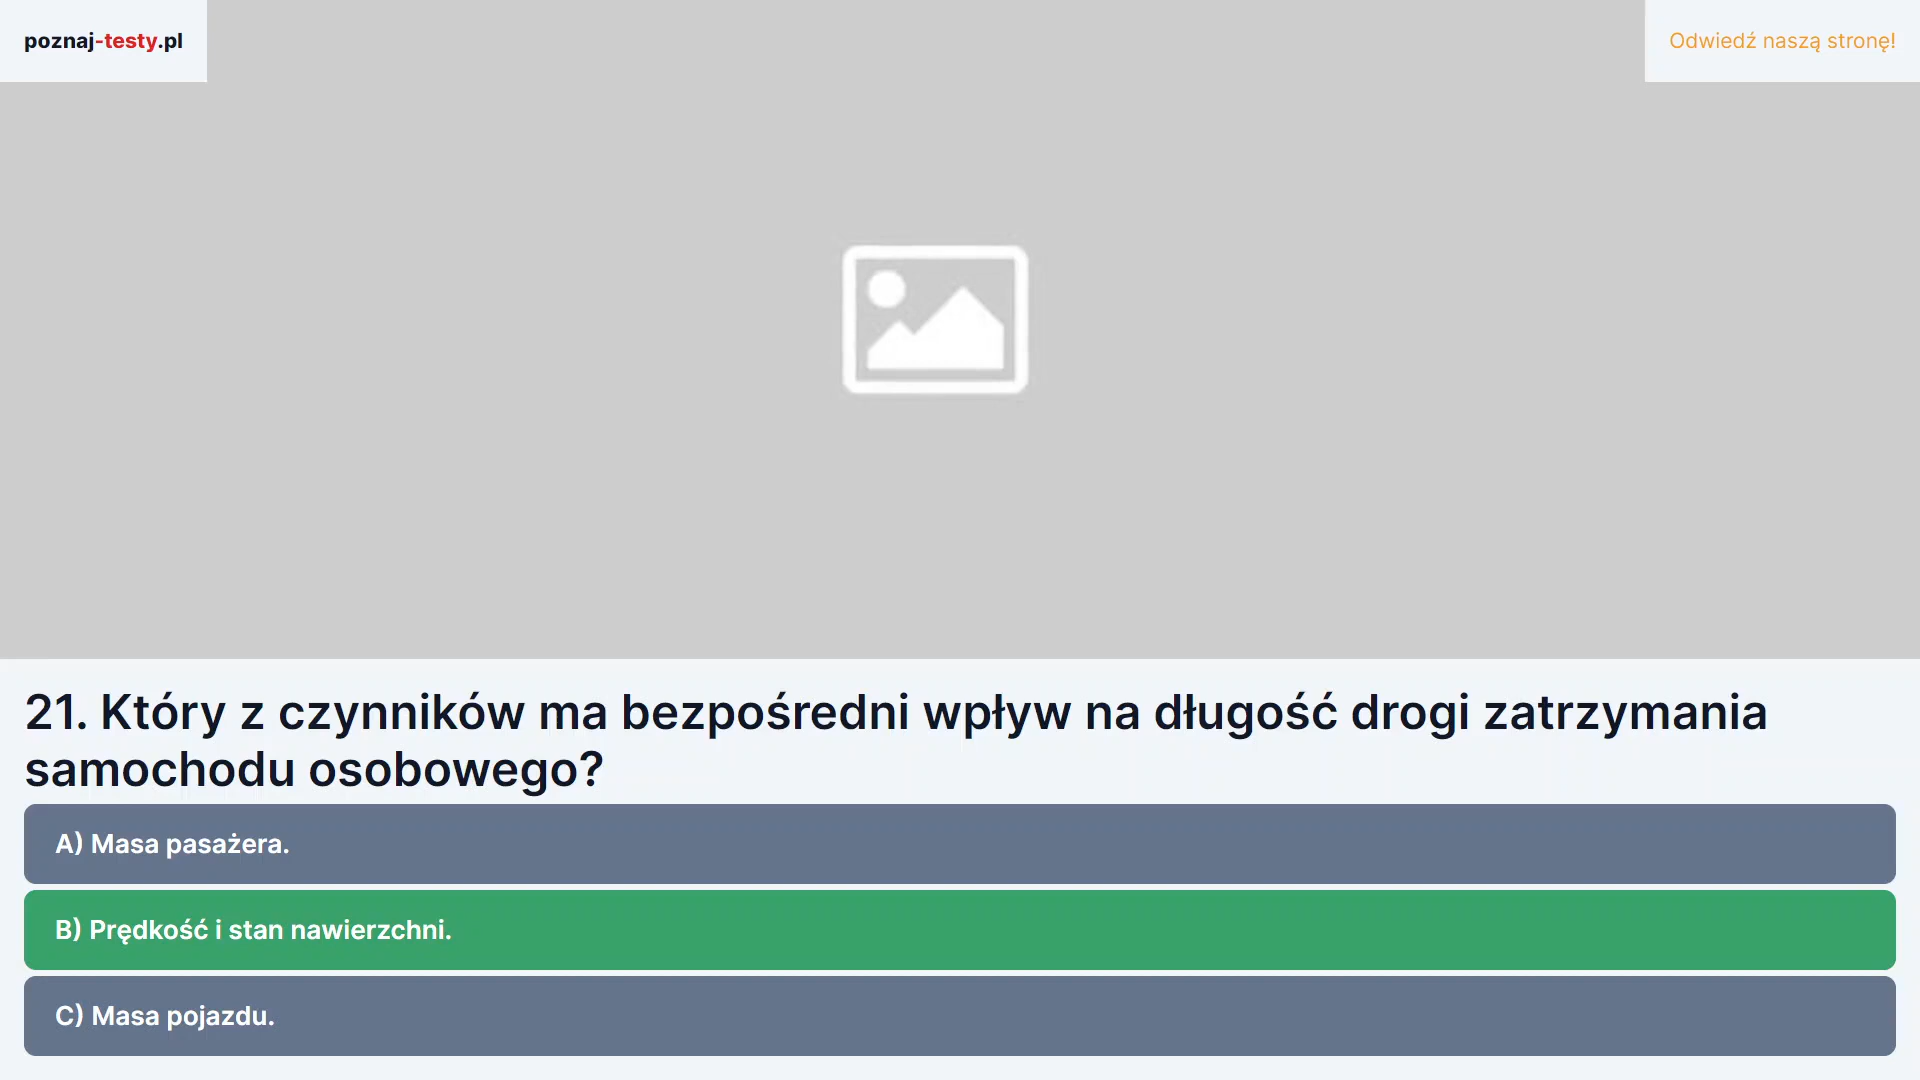 poznaj-testy.pl
Odwiedź naszą stronę!
21. Który z czynników ma bezpośredni wpływ na długość drogi zatrzymania
samochodu osobowego?
A) Masa pasażera.
B) Prędkość i stan nawierzchni.
C) Masa pojazdu.